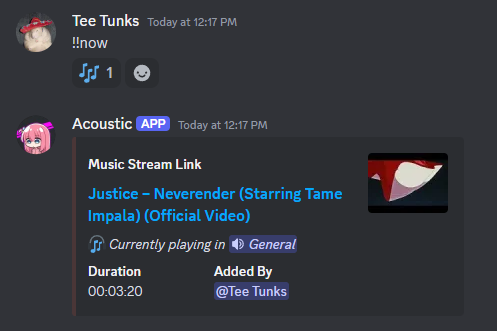 Tee Tunks Today at 12:17 PM
!!now
1
Acoustic APP Today at 12:17 PM
Music Stream Link
Justice – Neverender (Starring Tame
Impala) (Official Video)
Currently playing in General
Duration Added By
00:03:20 @Tee Tunks